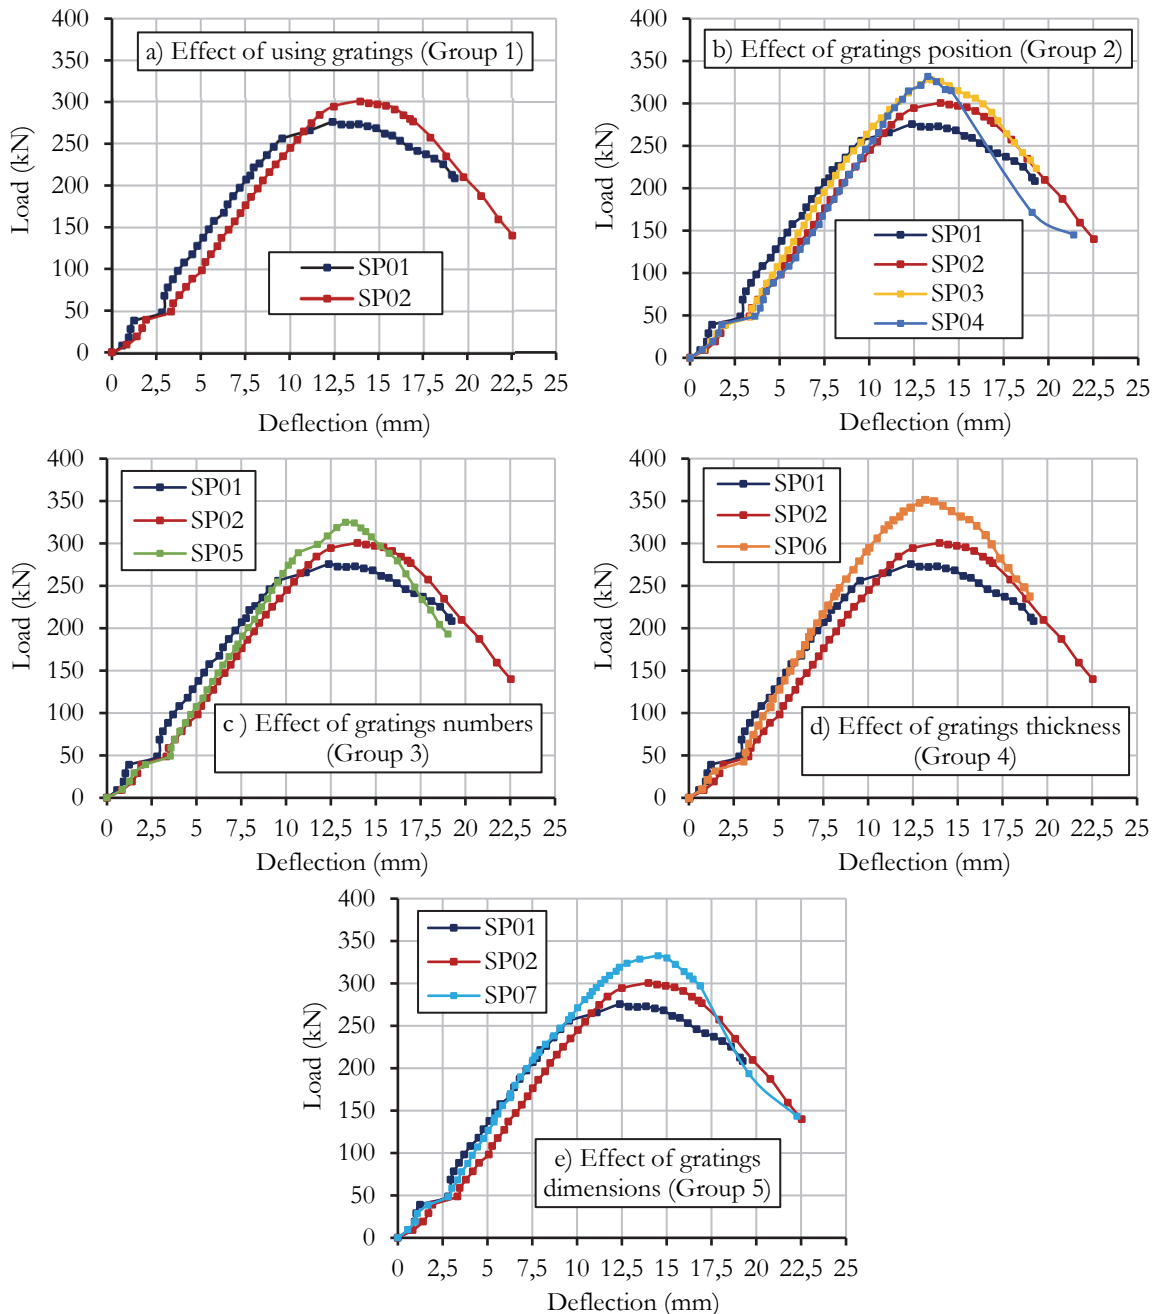 400
350
300
250
200
150
100
50
0
Load (kN)
a) Effect of using gratings (Group 1)
SP01
SP02
0 2,5 5 7,5 10 12,5 15 17,5 20 22,5 25
Deflection (mm)
400
350
300
250
200
150
100
50
0
Load (kN)
b) Effect of gratings position (Group 2)
SP01
SP02
SP03
SP04
0 2,5 5 7,5 10 12,5 15 17,5 20 22,5 25
Deflection (mm)
400
350
300
250
200
150
100
50
0
Load (kN)
SP01
SP02
SP05
c ) Effect of gratings numbers
(Group 3)
0 2,5 5 7,5 10 12,5 15 17,5 20 22,5 25
Deflection (mm)
400
350
300
250
200
150
100
50
0
Load (kN)
SP01
SP02
SP06
d) Effect of gratings thickness
(Group 4)
0 2,5 5 7,5 10 12,5 15 17,5 20 22,5 25
Deflection (mm)
400
350
300
250
200
150
100
50
0
Load (kN)
SP01
SP02
SP07
e) Effect of gratings
dimensions (Group 5)
0 2,5 5 7,5 10 12,5 15 17,5 20 22,5 25
Deflection (mm)